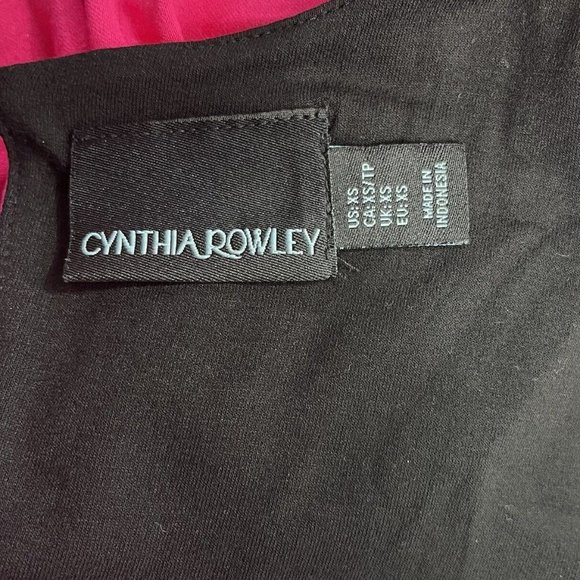 CYNTHIA ROWLEY
US: XS
CA: XS/TP
UK: XS
EU: XS
MADE IN
INDONESIA